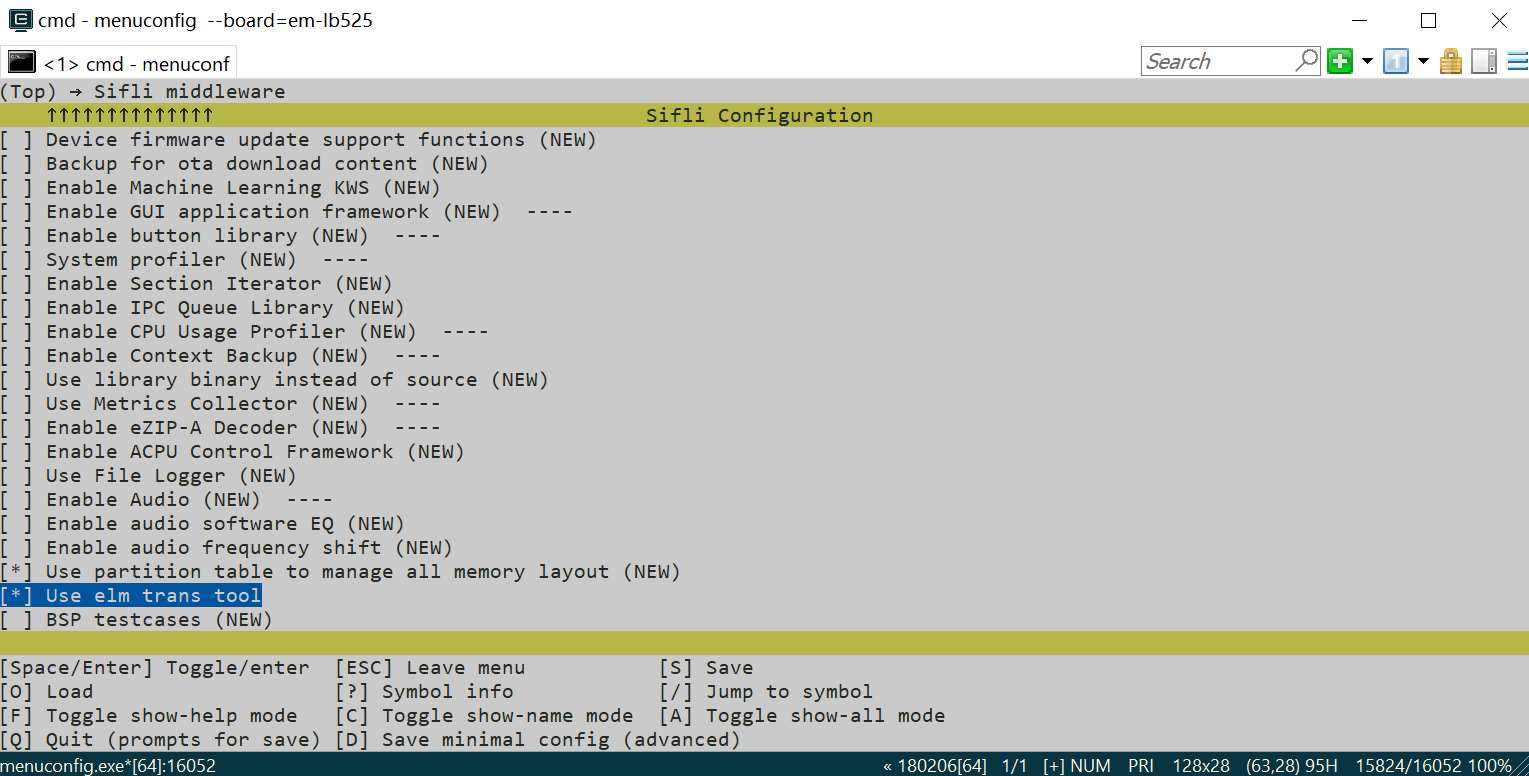 cmd - menuconfig  --board=em-lb525
<1> cmd - menuconf
Search
1
(Top) → Sifli middleware
↑↑↑↑↑↑↑↑↑↑↑↑↑↑ Sifli Configuration
[ ] Device firmware update support functions (NEW)
[ ] Backup for ota download content (NEW)
[ ] Enable Machine Learning KWS (NEW)
[ ] Enable GUI application framework (NEW)  ----
[ ] Enable button library (NEW)  ----
[ ] System profiler (NEW)  ----
[ ] Enable Section Iterator (NEW)
[ ] Enable IPC Queue Library (NEW)
[ ] Enable CPU Usage Profiler (NEW)  ----
[ ] Enable Context Backup (NEW)  ----
[ ] Use library binary instead of source (NEW)
[ ] Use Metrics Collector (NEW)  ----
[ ] Enable eZIP-A Decoder (NEW)  ----
[ ] Enable ACPU Control Framework (NEW)
[ ] Use File Logger (NEW)
[ ] Enable Audio (NEW)  ----
[ ] Enable audio software EQ (NEW)
[ ] Enable audio frequency shift (NEW)
[*] Use partition table to manage all memory layout (NEW)
[*] Use elm trans tool
[ ] BSP testcases (NEW)
[Space/Enter] Toggle/enter  [ESC] Leave menu  [S] Save
[O] Load  [?] Symbol info  [/] Jump to symbol
[F] Toggle show-help mode  [C] Toggle show-name mode  [A] Toggle show-all mode
[Q] Quit (prompts for save)  [D] Save minimal config (advanced)
menuconfig.exe*[64]:16052  « 180206[64]  1/1  [+] NUM  PRI  128x28  (63,28) 95H  15824/16052 100%